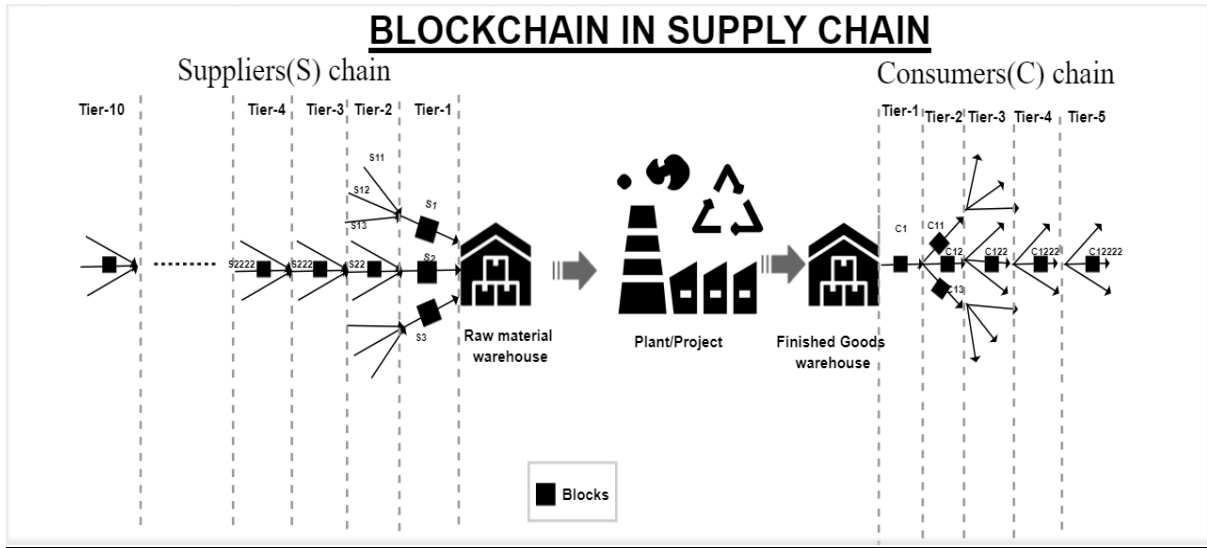 BLOCKCHAIN IN SUPPLY CHAIN
Suppliers(S) chain
Consumers(C) chain
Tier-10
Tier-4
Tier-3
Tier-2
Tier-1
Tier-1
Tier-2
Tier-3
Tier-4
Tier-5
S11
S12
S13
S1
S2222
S222
S22
S2
S3
C1
C11
C12
C122
C1222
C12222
C13
Raw material
warehouse
Plant/Project
Finished Goods
warehouse
Blocks